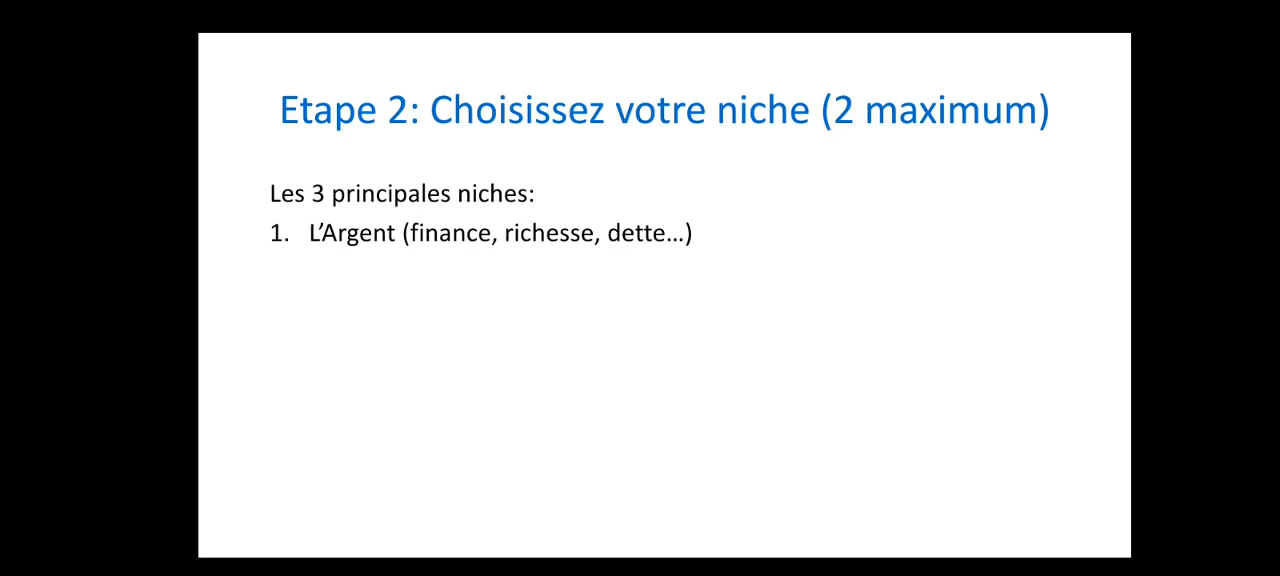 Etape 2: Choisissez votre niche (2 maximum)
Les 3 principales niches:
1. L’Argent (finance, richesse, dette…)